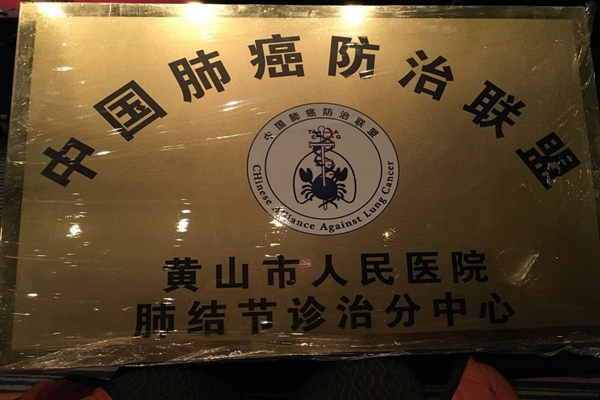 中国肺癌防治联盟
中国肺癌防治联盟
CHinese Alliance Against Lung Cancer
黄山市人民医院
肺结节诊治分中心